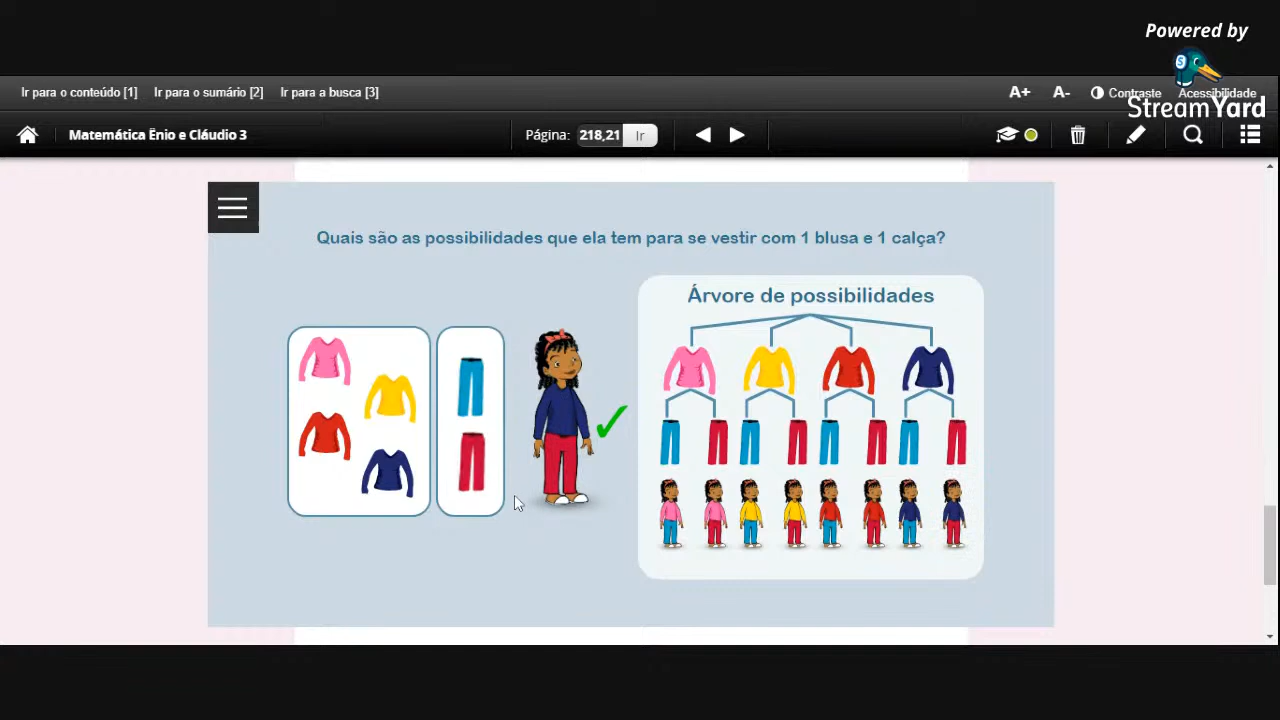 Powered by
StreamYard
Ir para o conteúdo [1] Ir para o sumário [2] Ir para a busca [3] A+ A- Contraste Acessibilidade
Matemática Ênio e Cláudio 3 Página: 218,21 Ir
Quais são as possibilidades que ela tem para se vestir com 1 blusa e 1 calça?
Árvore de possibilidades